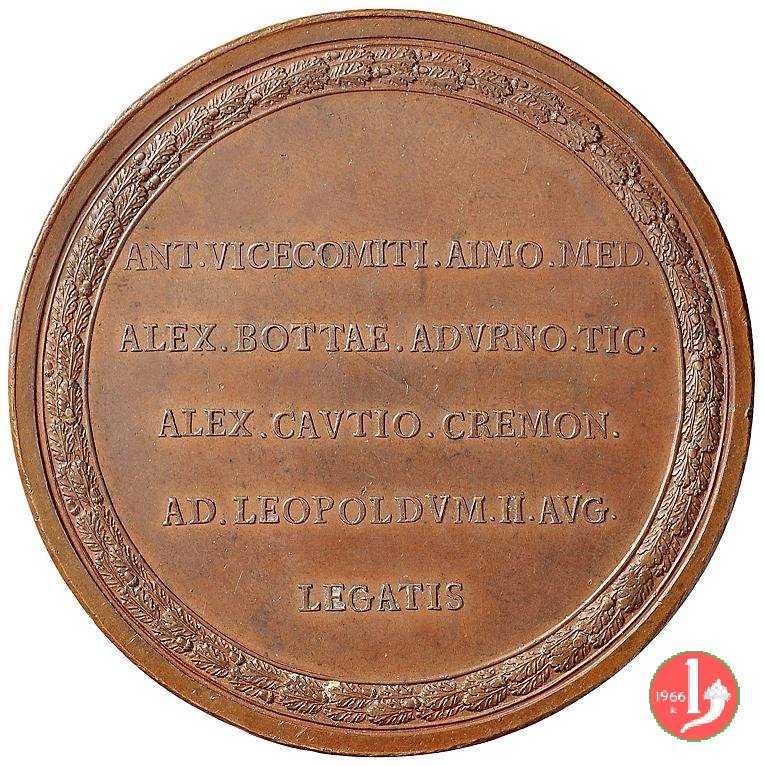 ANT.VICECOMITI.AIMO.MED.
ALEX.BOTTAE.ADVRNO.TIC.
ALEX.CAVTIO.CREMON.
AD.LEOPOLDVM.II.AVG.
LEGATIS
1966